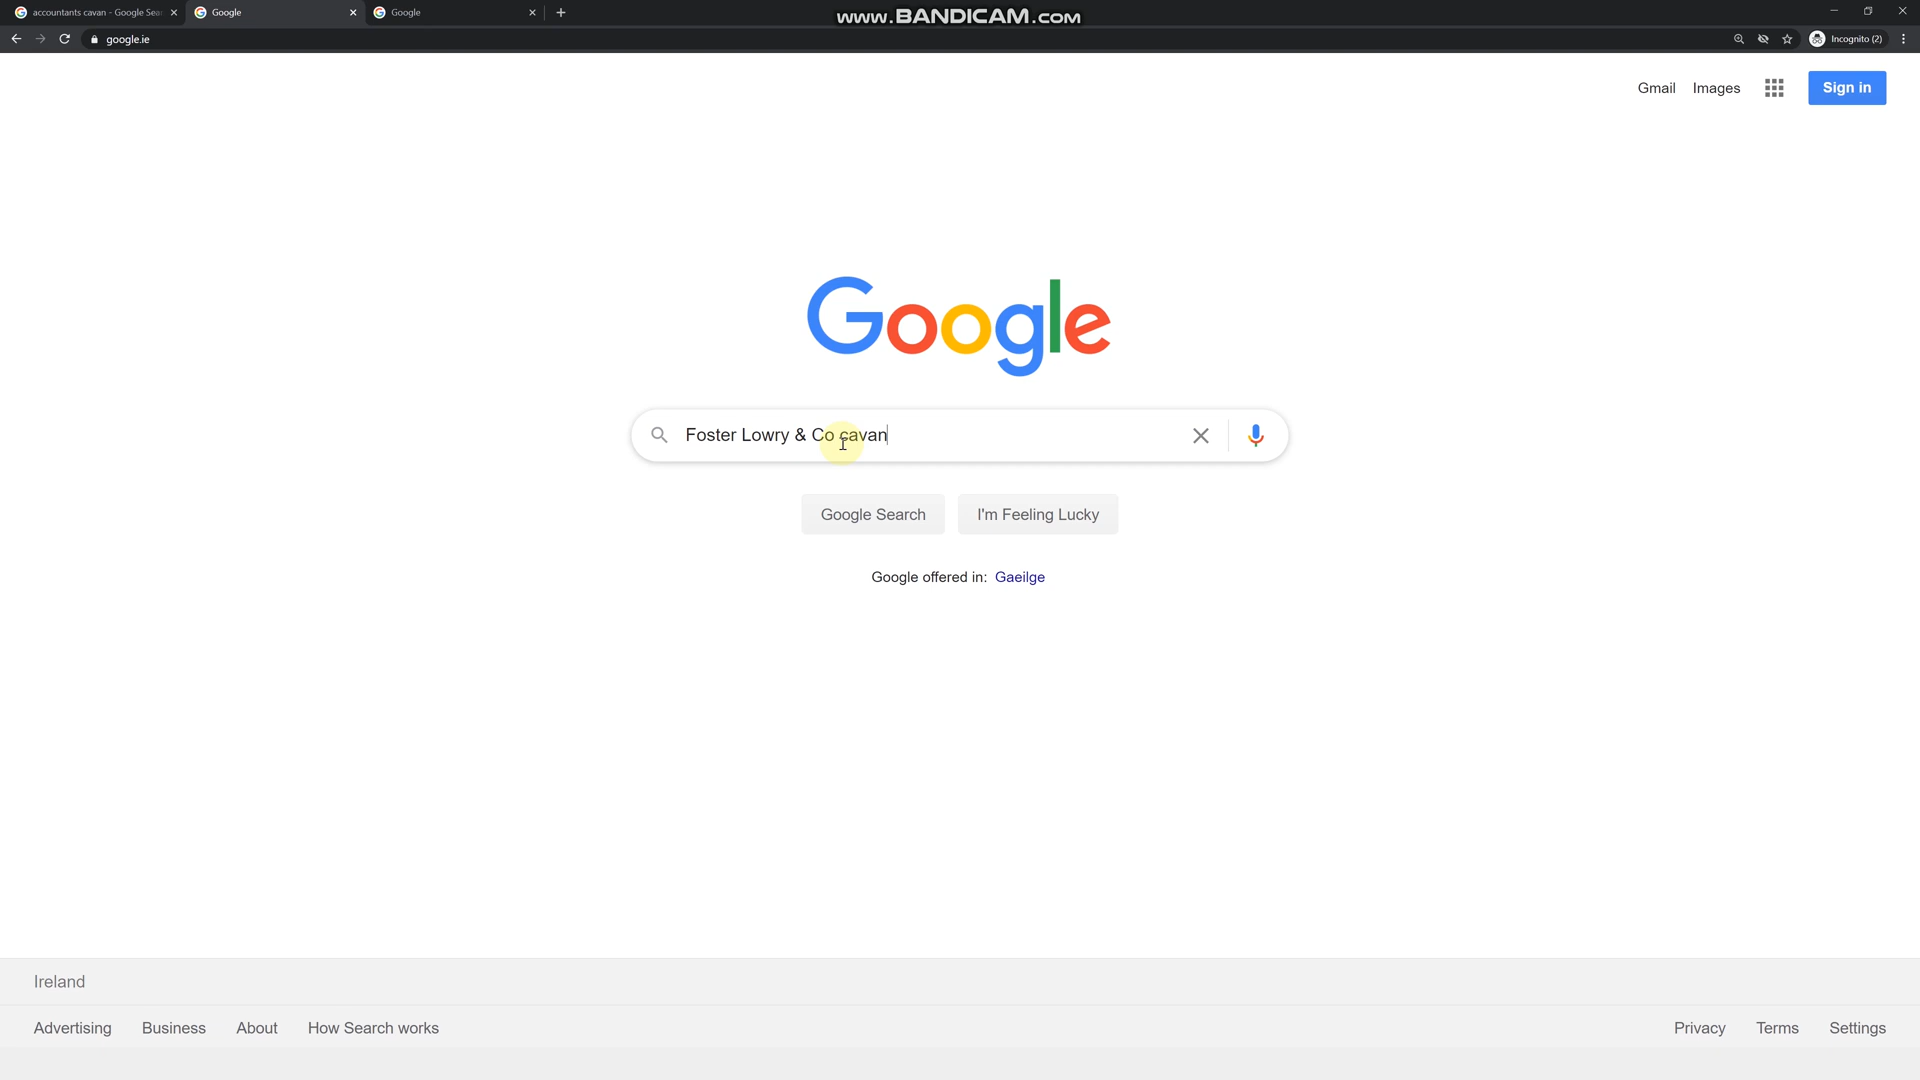 accountants cavan - Google Sea
Google
Google
www.BANDICAM.com
google.ie
Incognito (2)
Gmail
Images
Sign in
Google
Foster Lowry & Co cavan
Google Search
I'm Feeling Lucky
Google offered in: Gaeilge
Ireland
Advertising
Business
About
How Search works
Privacy
Terms
Settings